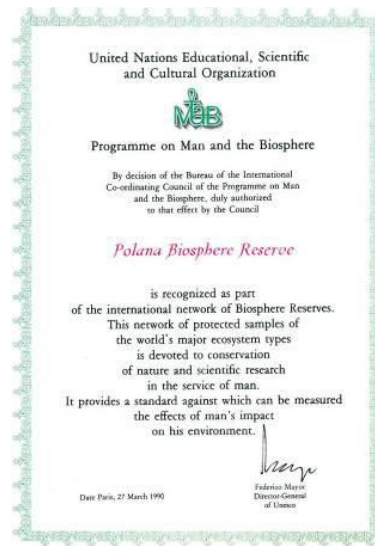 United Nations Educational, Scientific
and Cultural Organization
MAB
Programme on Man and the Biosphere
By decision of the Bureau of the International
Co-ordinating Council of the Programme on Man
and the Biosphere, duly authorized
to that effect by the Council
Polana Biosphere Reserve
is recognized as part
of the international network of Biosphere Reserves.
This network of protected samples of
the world's major ecosystem types
is devoted to conservation
of nature and scientific research
in the service of man.
It provides a standard against which can be measured
the effects of man's impact
on his environment.
Federico Mayor
Director-General
of Unesco
Date Paris, 27 March 1990